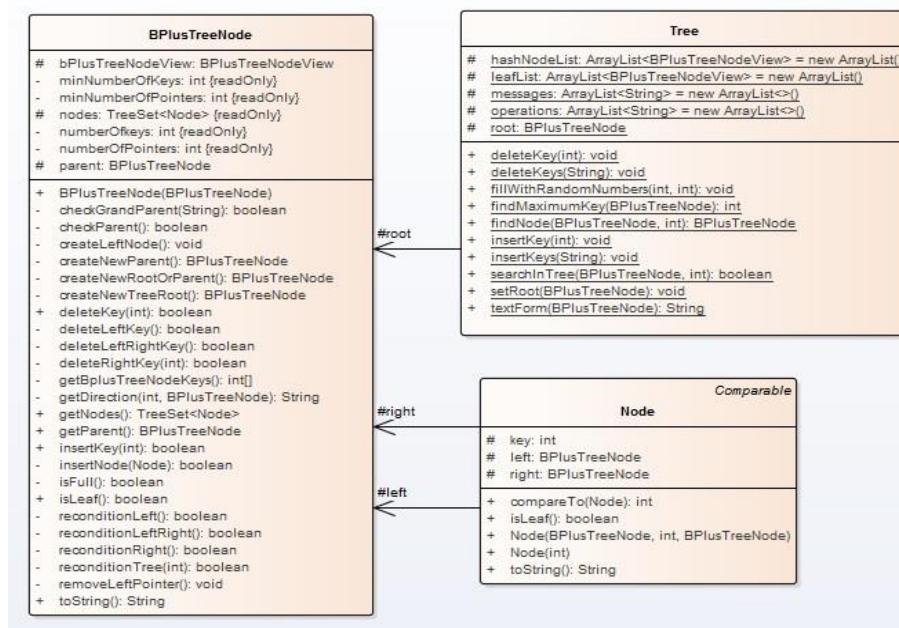 BPlusTreeNode
# bPlusTreeNodeView: BPlusTreeNodeView
- minNumberOfKeys: int {readOnly}
- minNumberOfPointers: int {readOnly}
# nodes: TreeSet<Node> {readOnly}
- numberOfkeys: int {readOnly}
- numberOfPointers: int {readOnly}
# parent: BPlusTreeNode
+ BPlusTreeNode(BPlusTreeNode)
- checkGrandParent(String): boolean
- checkParent(): boolean
- createLeftNode(): void
- createNewParent(): BPlusTreeNode
- createNewRootOrParent(): BPlusTreeNode
- createNewTreeRoot(): BPlusTreeNode
+ deleteKey(int): boolean
- deleteLeftKey(): boolean
- deleteLeftRightKey(): boolean
- deleteRightKey(int): boolean
- getBplusTreeNodeKeys(): int[]
- getDirection(int, BPlusTreeNode): String
+ getNodes(): TreeSet<Node>
+ getParent(): BPlusTreeNode
+ insertKey(int): boolean
- insertNode(Node): boolean
- isFull(): boolean
+ isLeaf(): boolean
- reconditionLeft(): boolean
- reconditionLeftRight(): boolean
- reconditionRight(): boolean
- reconditionTree(int): boolean
- removeLeftPointer(): void
+ toString(): String
#root
#right
#left
Tree
# hashNodeList: ArrayList<BPlusTreeNodeView> = new ArrayList()
# leafList: ArrayList<BPlusTreeNodeView> = new ArrayList()
# messages: ArrayList<String> = new ArrayList<>()
# operations: ArrayList<String> = new ArrayList<>()
# root: BPlusTreeNode
+ deleteKey(int): void
+ deleteKeys(String): void
+ fillWithRandomNumbers(int, int): void
+ findMaximumKey(BPlusTreeNode): int
+ findNode(BPlusTreeNode, int): BPlusTreeNode
+ insertKey(int): void
+ insertKeys(String): void
+ searchInTree(BPlusTreeNode, int): boolean
+ setRoot(BPlusTreeNode): void
+ textForm(BPlusTreeNode): String
Comparable
Node
# key: int
# left: BPlusTreeNode
# right: BPlusTreeNode
+ compareTo(Node): int
+ isLeaf(): boolean
+ Node(BPlusTreeNode, int, BPlusTreeNode)
+ Node(int)
+ toString(): String